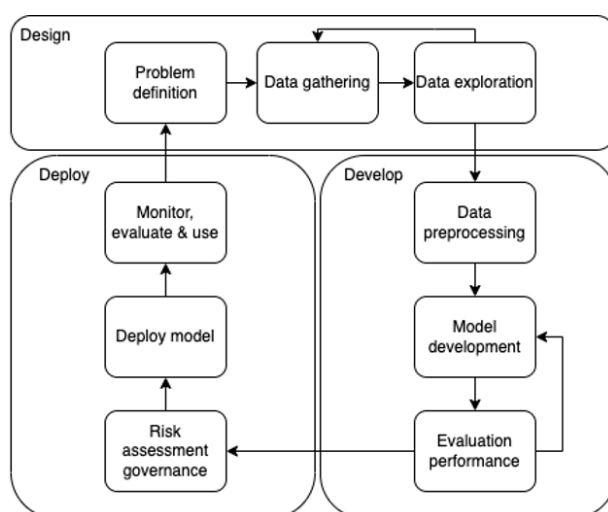 Design
Problem
definition
Data gathering
Data exploration
Deploy
Monitor,
evaluate & use
Deploy model
Risk
assessment
governance
Develop
Data
preprocessing
Model
development
Evaluation
performance